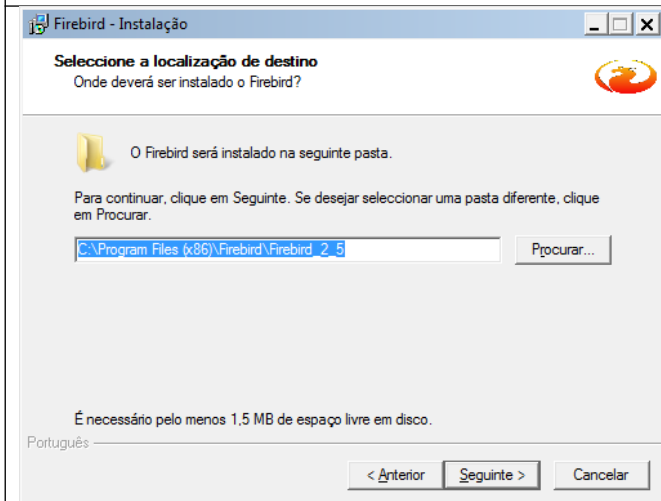 Firebird - Instalação
Seleccione a localização de destino
Onde deverá ser instalado o Firebird?
O Firebird será instalado na seguinte pasta.
Para continuar, clique em Seguinte. Se desejar seleccionar uma pasta diferente, clique
em Procurar.
C:\Program Files (x86)\Firebird\Firebird_2_5
Procurar...
É necessário pelo menos 1,5 MB de espaço livre em disco.
Português
< Anterior
Seguinte >
Cancelar